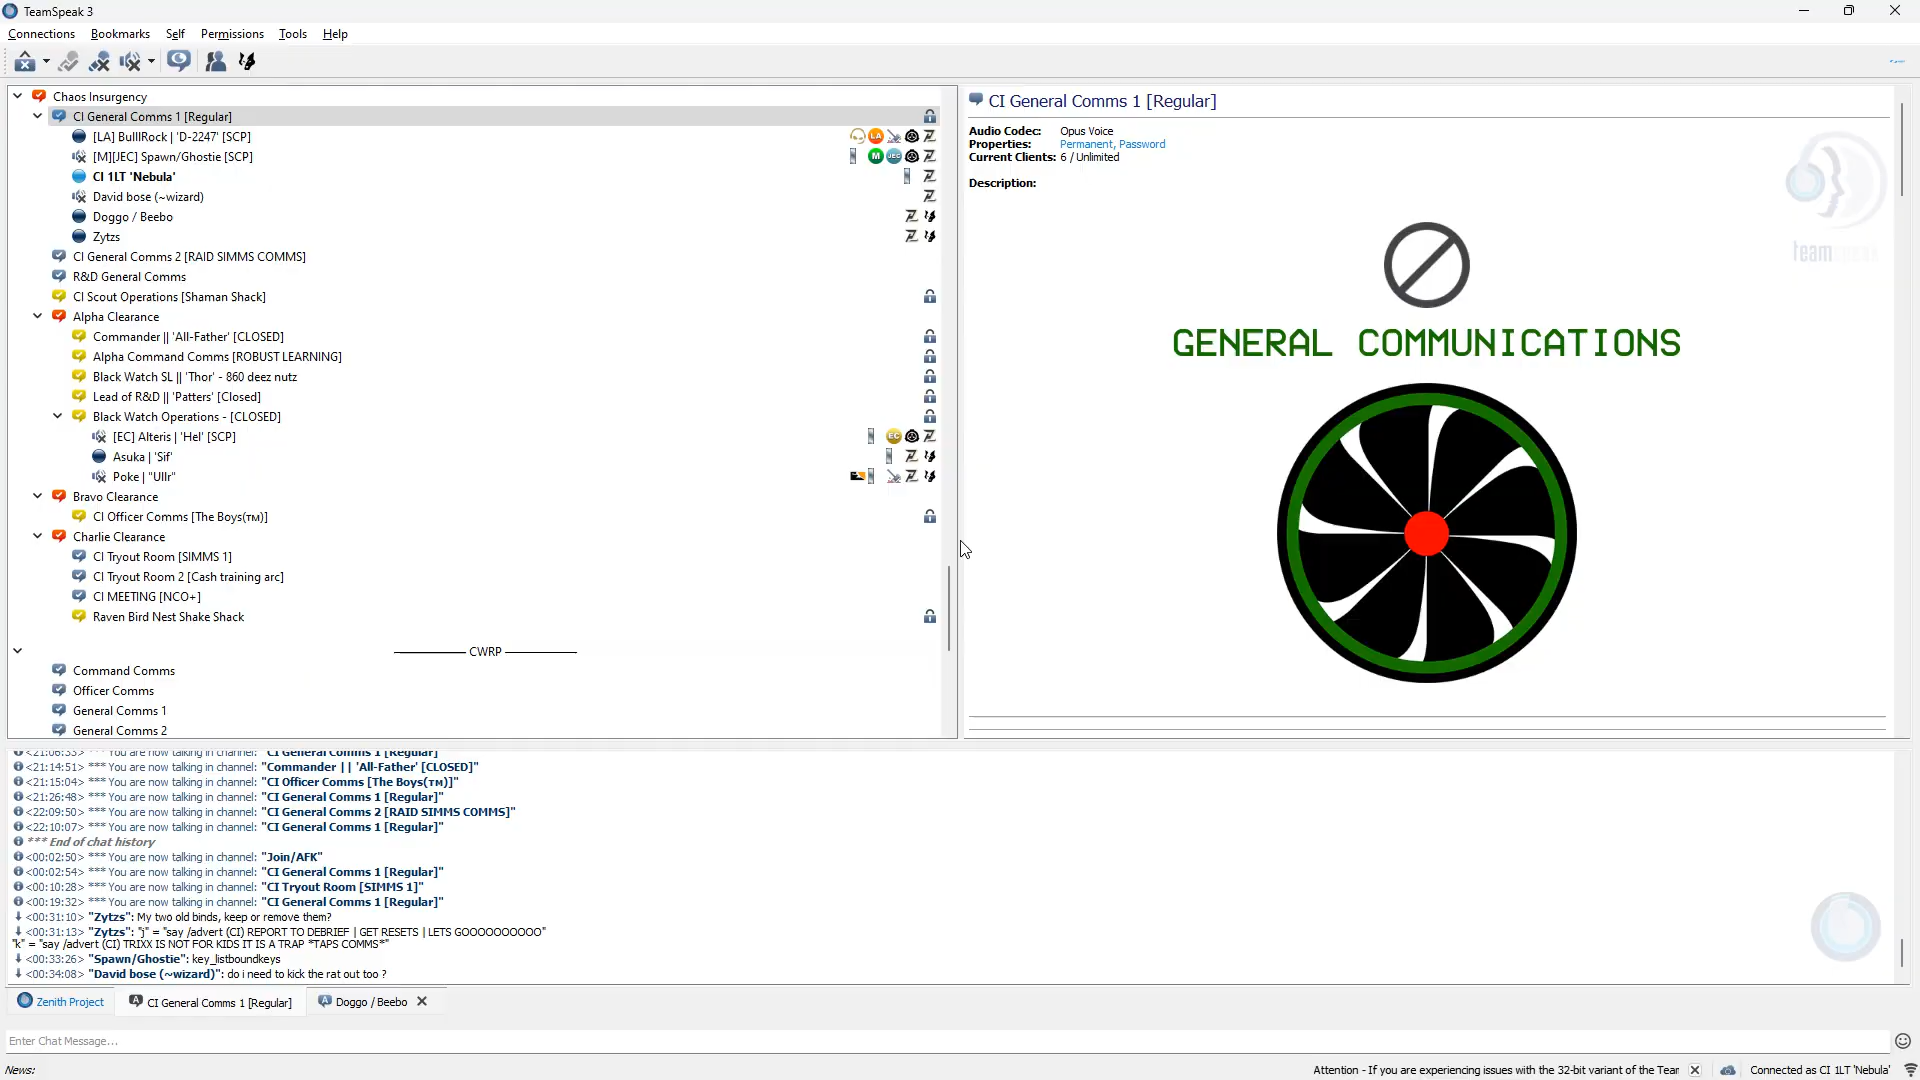 TeamSpeak 3
Connections Bookmarks Self Permissions Tools Help
Chaos Insurgency
CI General Comms 1 [Regular]
[LA] BullIRock | 'D-2247' [SCP]
LA
[M][JEC] Spawn/Ghostie [SCP]
M JEC
CI 1LT 'Nebula'
David bose (~wizard)
Doggo / Beebo
Zytzs
CI General Comms 2 [RAID SIMMS COMMS]
R&D General Comms
CI Scout Operations [Shaman Shack]
Alpha Clearance
Commander || 'All-Father' [CLOSED]
Alpha Command Comms [ROBUST LEARNING]
Black Watch SL || 'Thor' - 860 deez nutz
Lead of R&D || 'Patters' [Closed]
Black Watch Operations - [CLOSED]
[EC] Alteris | 'Hel' [SCP]
EC
Asuka | 'Sif'
Poke | "Ullr"
Bravo Clearance
CI Officer Comms [The Boys(™)]
Charlie Clearance
CI Tryout Room [SIMMS 1]
CI Tryout Room 2 [Cash training arc]
CI MEETING [NCO+]
Raven Bird Nest Shake Shack
CWRP
Command Comms
Officer Comms
General Comms 1
General Comms 2
CI General Comms 1 [Regular]
Audio Codec: Opus Voice
Properties: Permanent, Password
Current Clients: 6 / Unlimited
Description:
teamspeak
GENERAL COMMUNICATIONS
<21:06:33> *** You are now talking in channel: "CI General Comms 1 [Regular]"
<21:14:51> *** You are now talking in channel: "Commander || 'All-Father' [CLOSED]"
<21:15:04> *** You are now talking in channel: "CI Officer Comms [The Boys(™)]"
<21:26:48> *** You are now talking in channel: "CI General Comms 1 [Regular]"
<22:09:50> *** You are now talking in channel: "CI General Comms 2 [RAID SIMMS COMMS]"
<22:10:07> *** You are now talking in channel: "CI General Comms 1 [Regular]"
*** End of chat history
<00:02:50> *** You are now talking in channel: "Join/AFK"
<00:02:54> *** You are now talking in channel: "CI General Comms 1 [Regular]"
<00:10:28> *** You are now talking in channel: "CI Tryout Room [SIMMS 1]"
<00:19:32> *** You are now talking in channel: "CI General Comms 1 [Regular]"
<00:31:10> "Zytzs": My two old binds, keep or remove them?
<00:31:13> "Zytzs": "j" = "say /advert (CI) REPORT TO DEBRIEF | GET RESETS | LETS GOOOOOOOOOO"
"k" = "say /advert (CI) TRIXX IS NOT FOR KIDS IT IS A TRAP *TAPS COMMS*"
<00:33:26> "Spawn/Ghostie": key_listboundkeys
<00:34:08> "David bose (~wizard)": do i need to kick the rat out too ?
Zenith Project
CI General Comms 1 [Regular]
Doggo / Beebo
Enter Chat Message...
News:
Attention - If you are experiencing issues with the 32-bit variant of the Tear
Connected as CI 1LT 'Nebula'